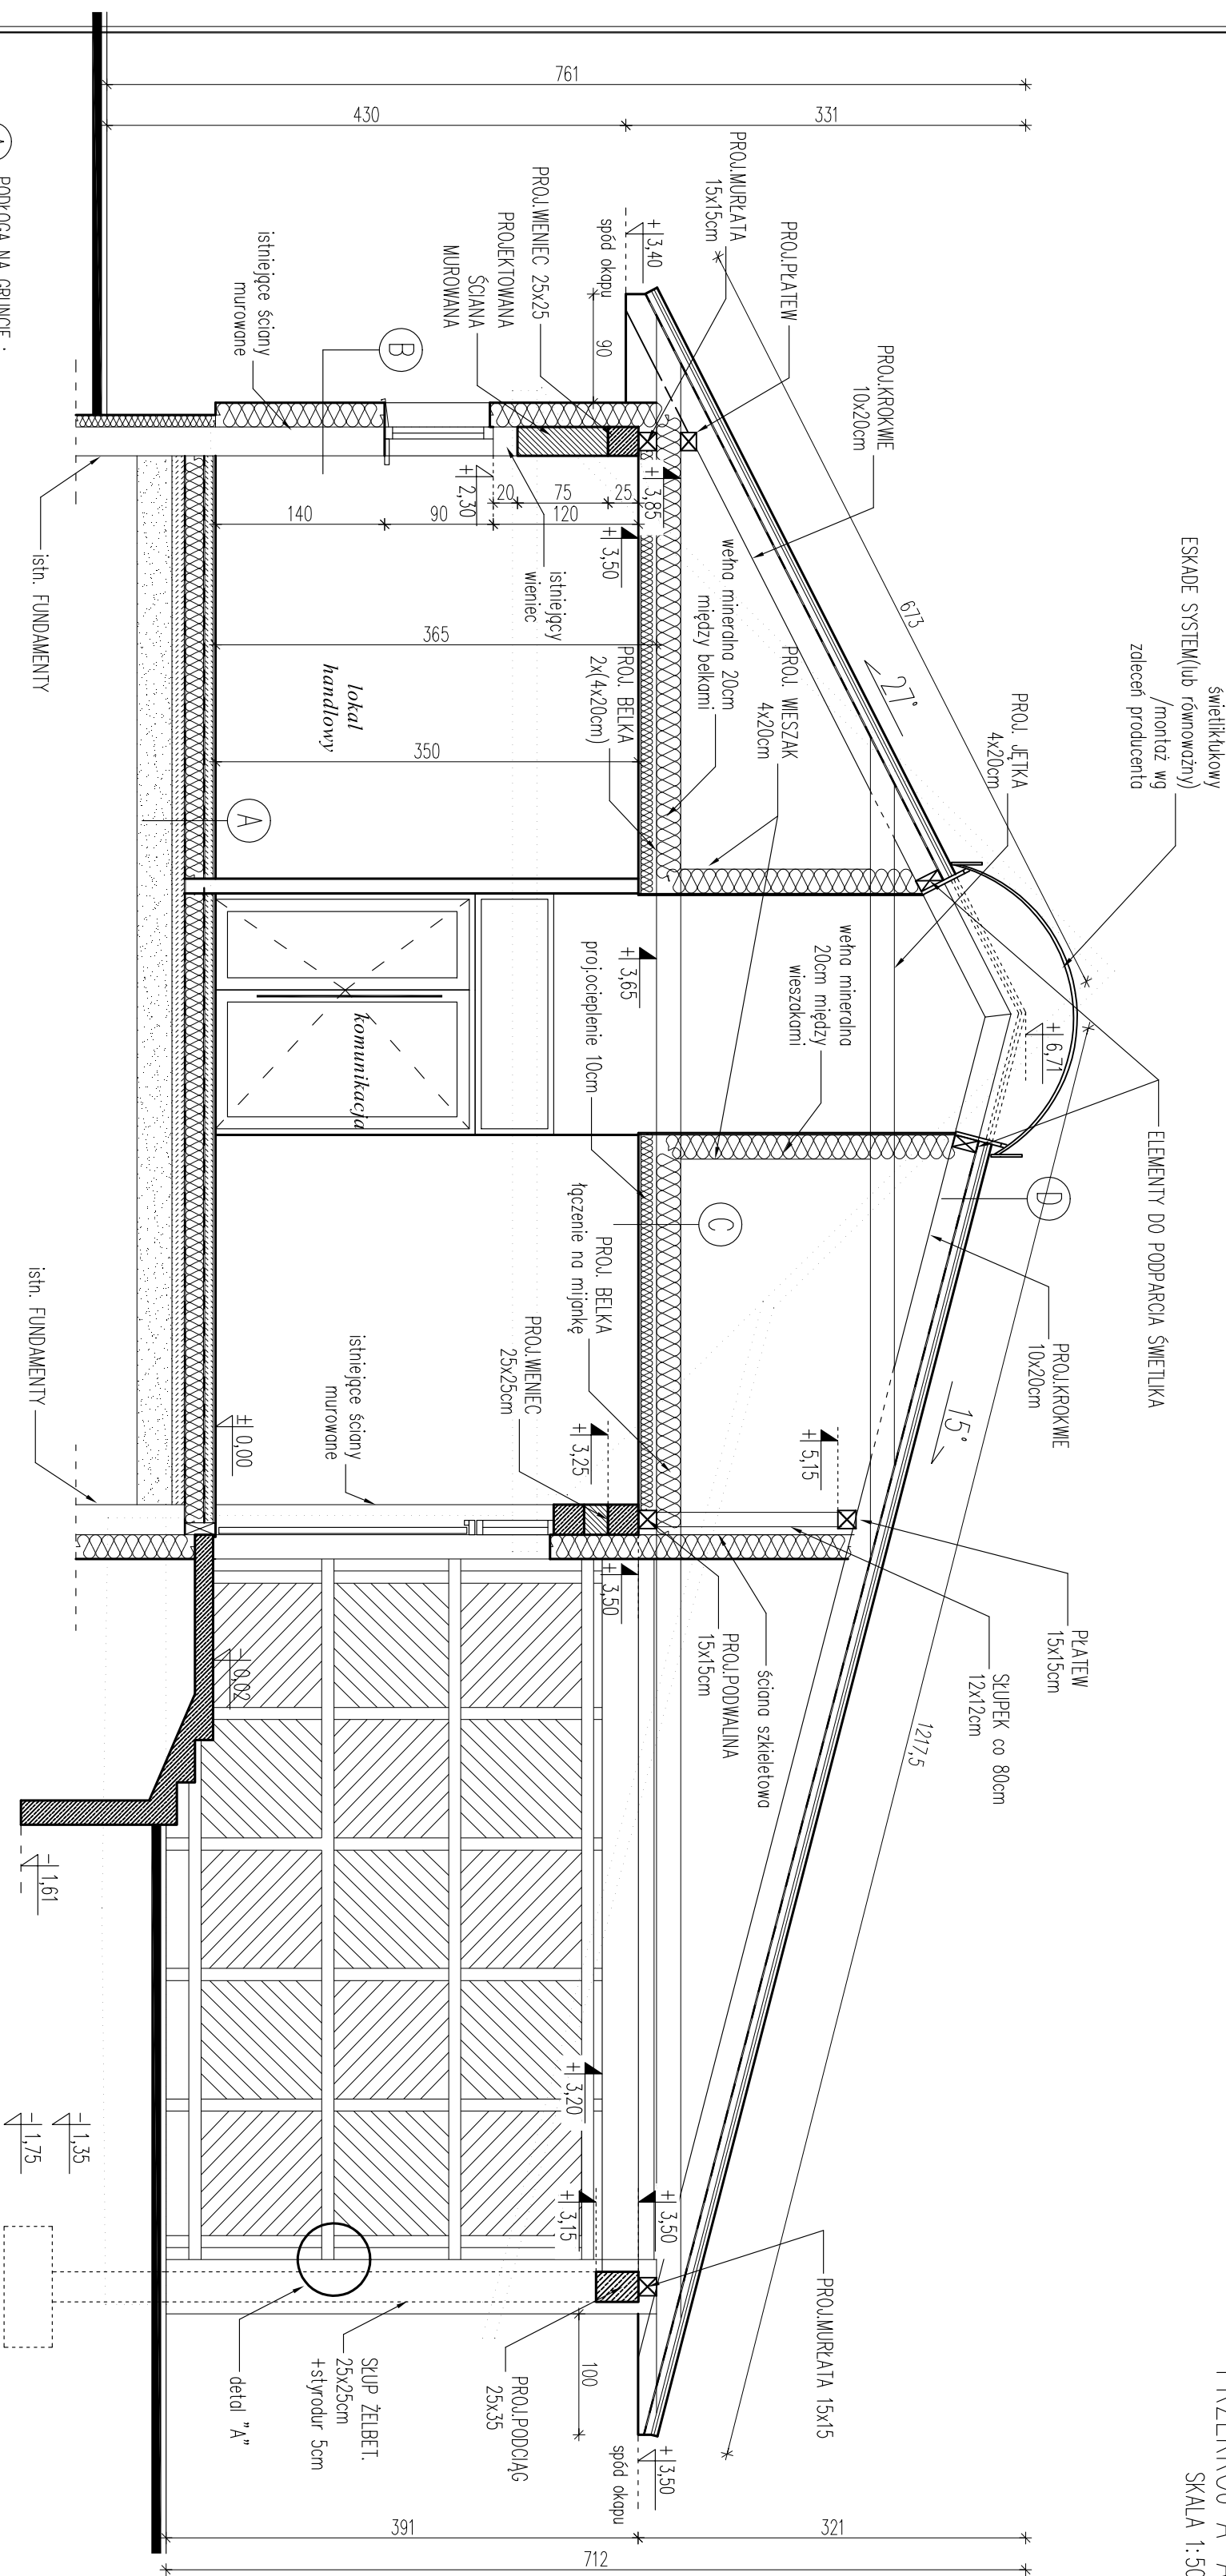 SKALA 1:50
świetlikłukowy
ESKADE SYSTEM(lub równoważny)
/montaż wg
zaleceń producenta
ELEMENTY DO PODPARCIA ŚWIETLIKA
PROJ. JĘTKA
4x20cm
PROJ.KROKWIE
10x20cm
PROJ.PŁATEW
PROJ.MURŁATA
15x15cm
+ 3,40
spód okapu
90
PROJ.WIENIEC 25x25
PROJEKTOWANA
ŚCIANA
MUROWANA
istniejące ściany
murowane
istn. FUNDAMENTY
761
430
331
673
27°
+ 6,71
15°
1217,5
D
PROJ.KROKWIE
10x20cm
PŁATEW
15x15cm
SŁUPEK co 80cm
12x12cm
ściana szkieletowa
PROJ.PODWALINA
15x15cm
+ 5,15
+ 3,85
+ 3,50
+ 2,30
20
75
25
140
90
120
istniejący
wieniec
365
350
wełna mineralna 20cm
między belkami
PROJ. WIESZAK
4x20cm
PROJ. BELKA
2x(4x20cm)
lokal
handlowy
A
B
+ 3,65
wełna mineralna
20cm między
wieszakami
proj.ocieplenie 10cm
komunikacja
C
PROJ. BELKA
łączenie na mijankę
PROJ.WIENIEC
25x25cm
+ 3,25
istniejące ściany
murowane
± 0,00
istn. FUNDAMENTY
+ 3,50
- 0,02
- 1,61
- 1,35
- 1,75
+ 3,20
+ 3,15
+ 3,50
PROJ.MURŁATA 15x15
100
PROJ.PODCIĄG
25x35
SŁUP ŻELBET.
25x25cm
+styrodur 5cm
detal "A"
+ 3,50
spód okapu
391
321
712
PODŁOGA NA GRUNCIE :